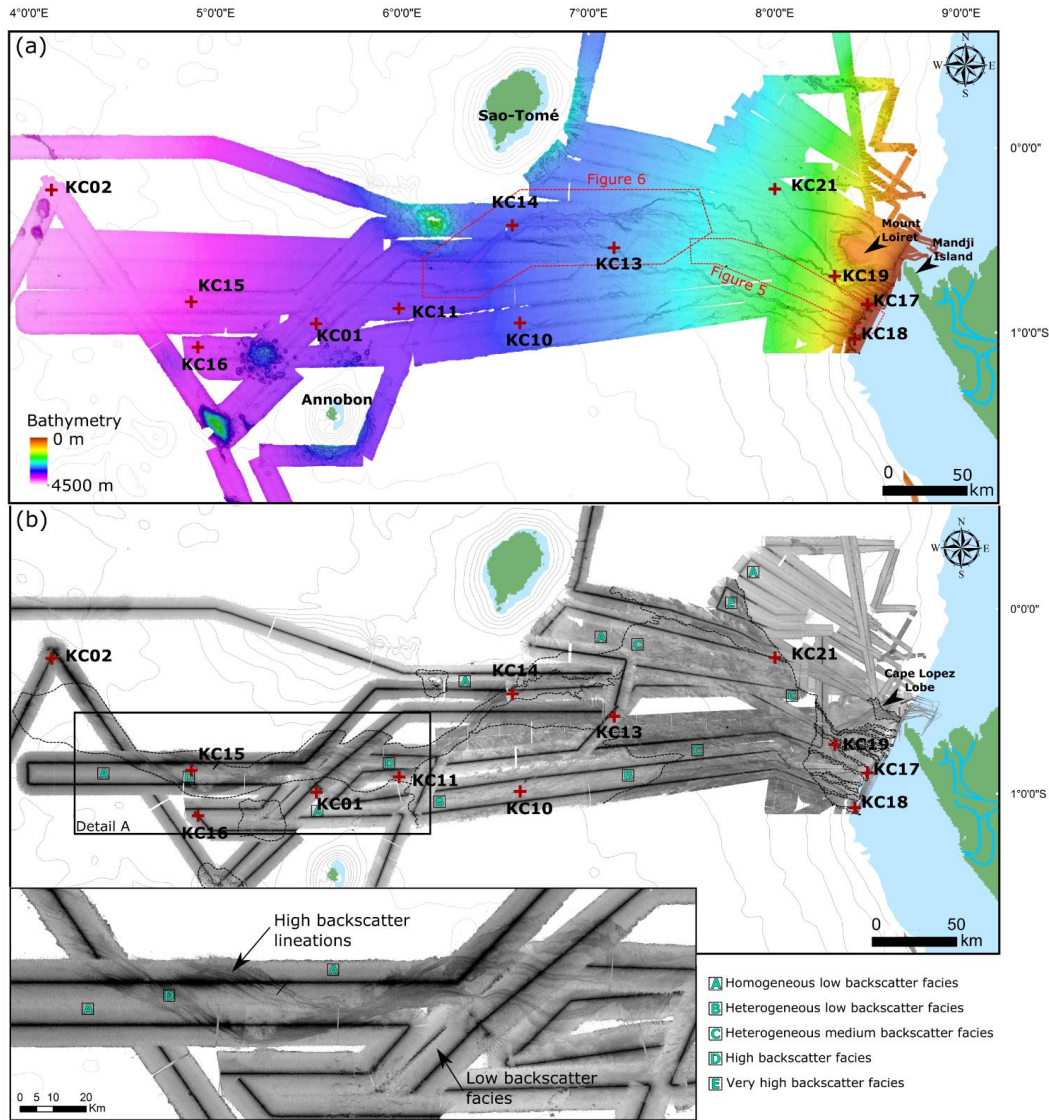 4°0'0"E 5°0'0"E 6°0'0"E 7°0'0"E 8°0'0"E 9°0'0"E
(a)
N
W E
S
Sao-Tomé
0°0'0"
KC02
KC21
Figure 6
KC14
Mount
Loiret
Mandji
Island
KC13
KC19
KC15
Figure 5
KC17
KC11
KC01
KC10
KC18
1°0'0"S
KC16
Annobon
Bathymetry
0 m
4500 m
0 50
km
(b)
N
W E
S
A
E
0°0'0"
A
C
KC02
KC21
A
KC14
C
Cape Lopez
Lobe
KC13
KC19
C
D
KC15
A
KC11
B
KC17
KC01
KC10
B
1°0'0"S
KC18
KC16
Detail A
0 50
km
High backscatter
lineations
A
D
A
Low backscatter
facies
0 5 10 20
Km
A Homogeneous low backscatter facies
B Heterogeneous low backscatter facies
C Heterogeneous medium backscatter facies
D High backscatter facies
E Very high backscatter facies